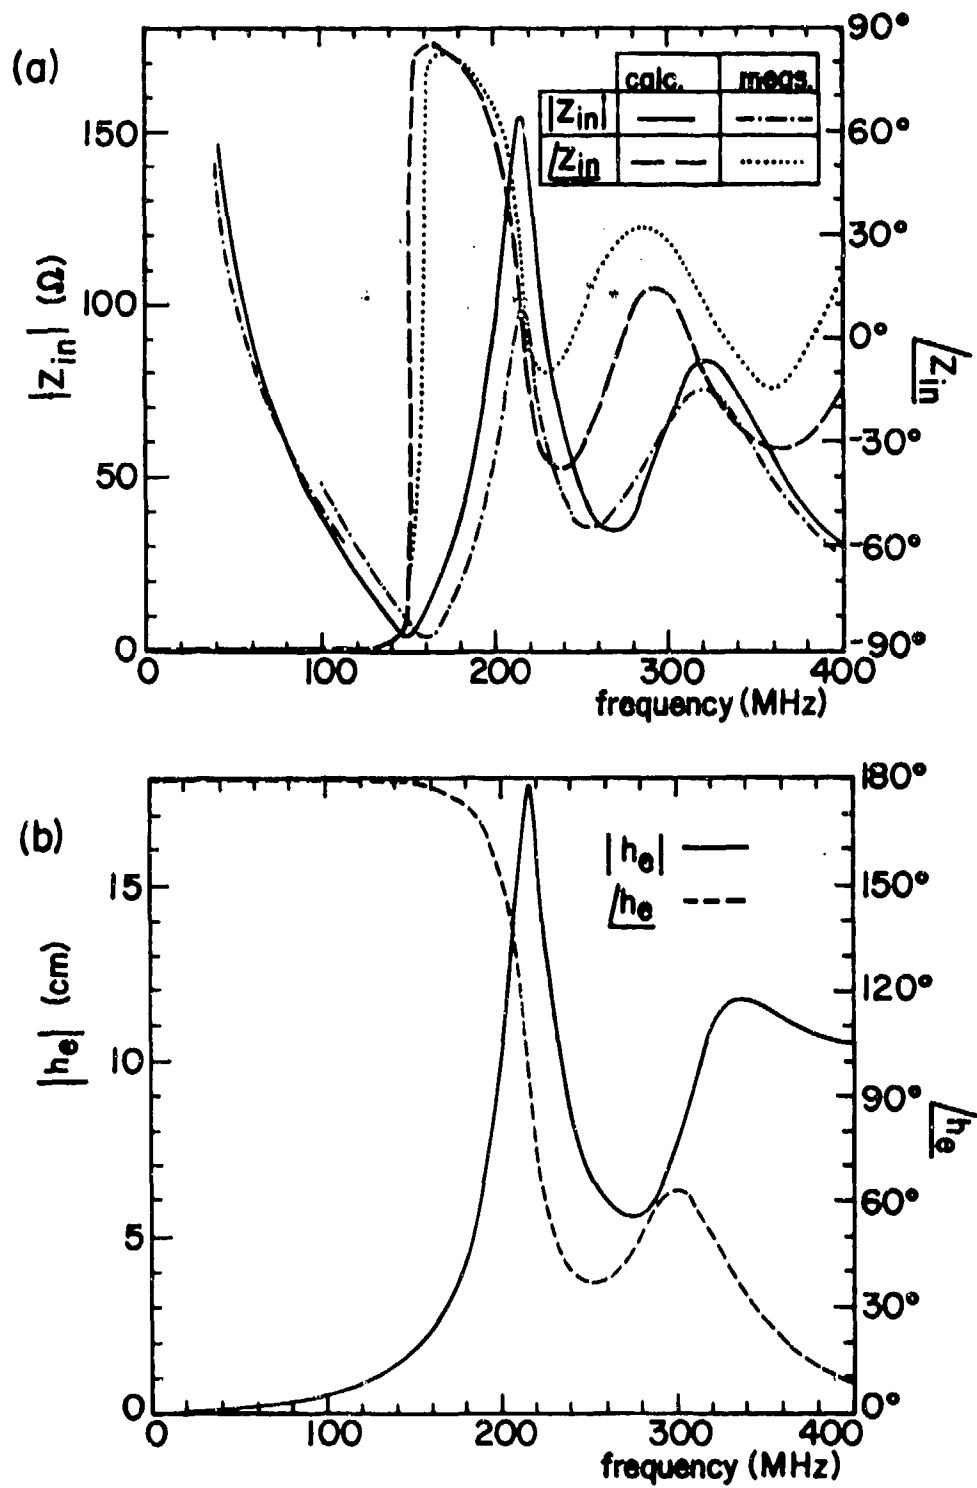 (a)
calc. meas.
|Zin|
∠Zin
150
100
50
0
|Zin| (Ω)
90°
60°
30°
0°
-30°
-60°
-90°
∠Zin
0 100 200 300 400
frequency (MHz)
(b)
|he|
∠he
15
10
5
0
|he| (cm)
180°
150°
120°
90°
60°
30°
0°
∠he
0 100 200 300 400
frequency (MHz)